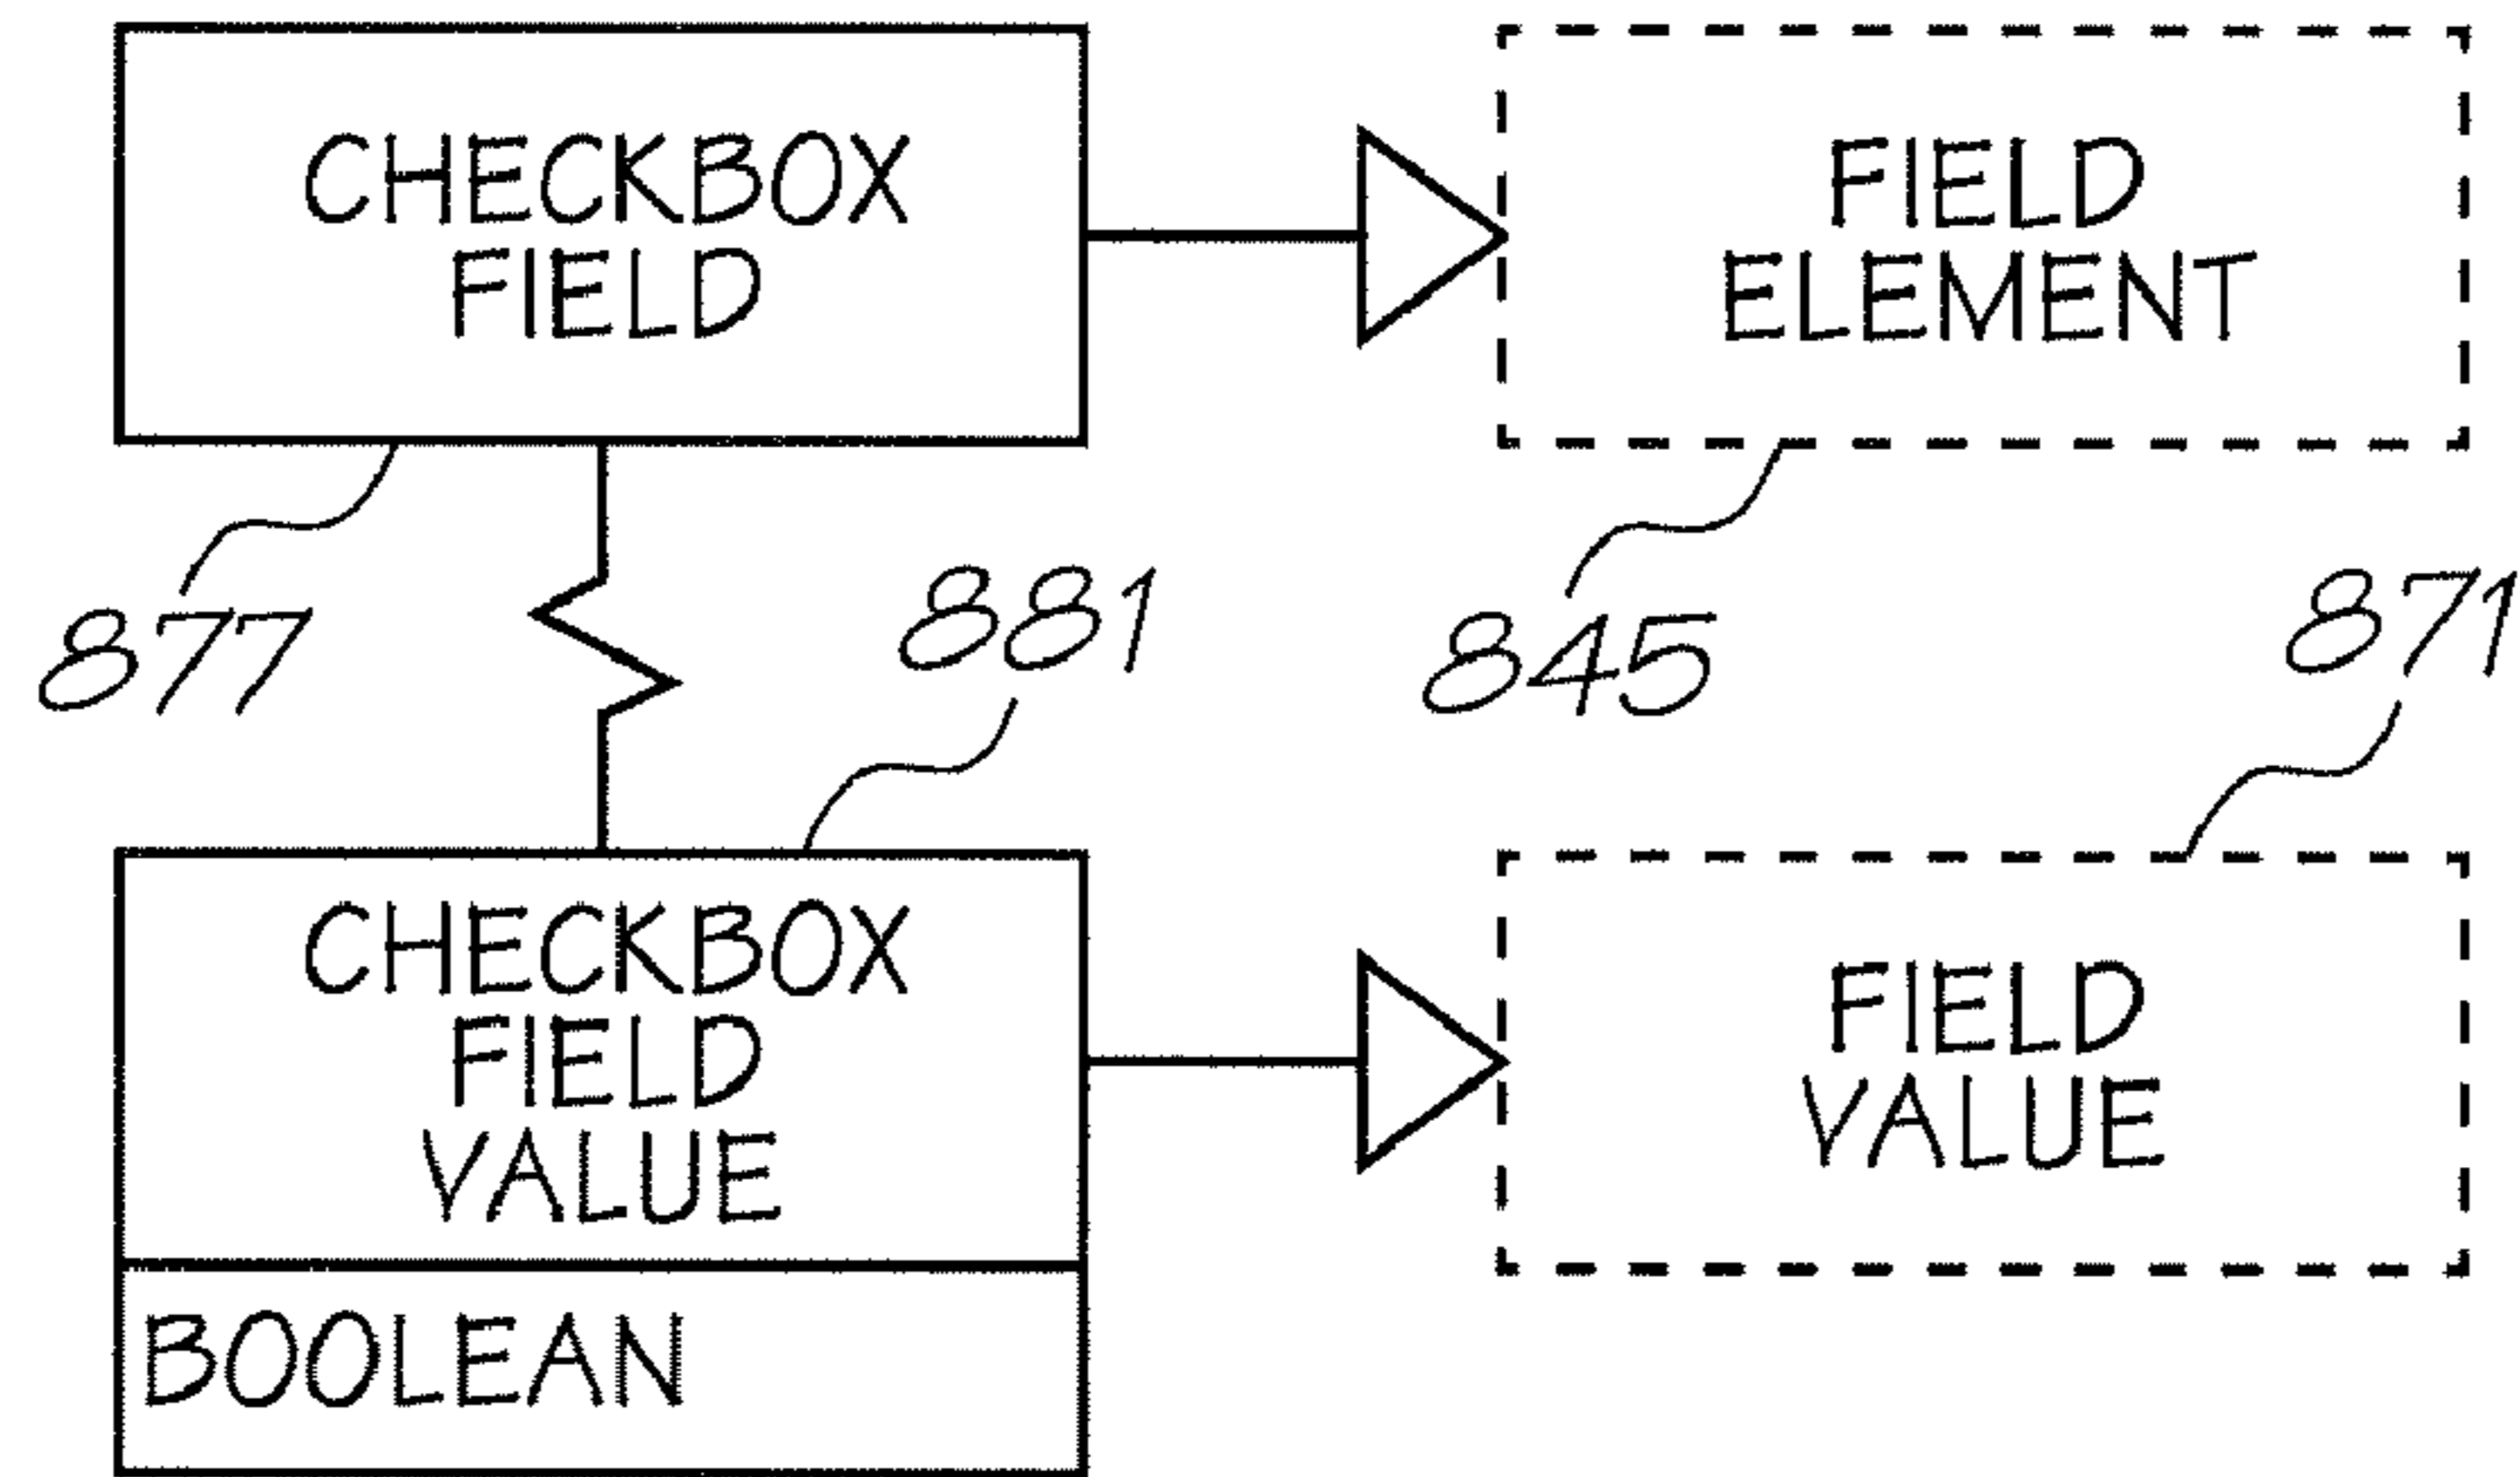 CHECKBOX
FIELD
FIELD
ELEMENT
877
881
845
871
CHECKBOX
FIELD
VALUE
FIELD
VALUE
BOOLEAN